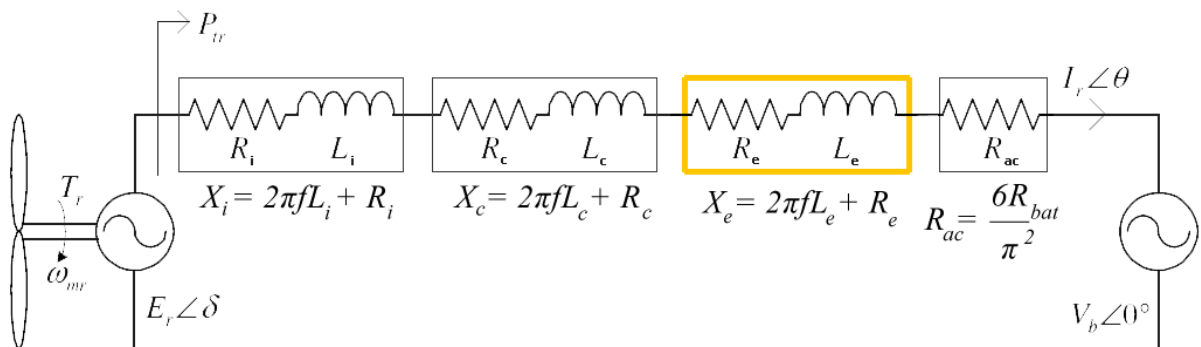 P_tr
I_r∠θ
R_i L_i R_c L_c R_e L_e R_ac
T_r
X_i = 2πfL_i + R_i X_c = 2πfL_c + R_c X_e = 2πfL_e + R_e R_ac = 6R_bat / π^2
ω_mr
E_r∠δ V_b∠0°